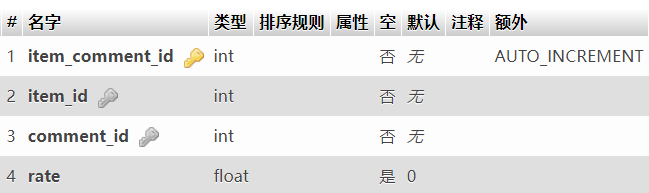 # 名字 类型 排序规则 属性 空 默认 注释 额外
1 item_comment_id int 否 无 AUTO_INCREMENT
2 item_id int 否 无
3 comment_id int 否 无
4 rate float 是 0